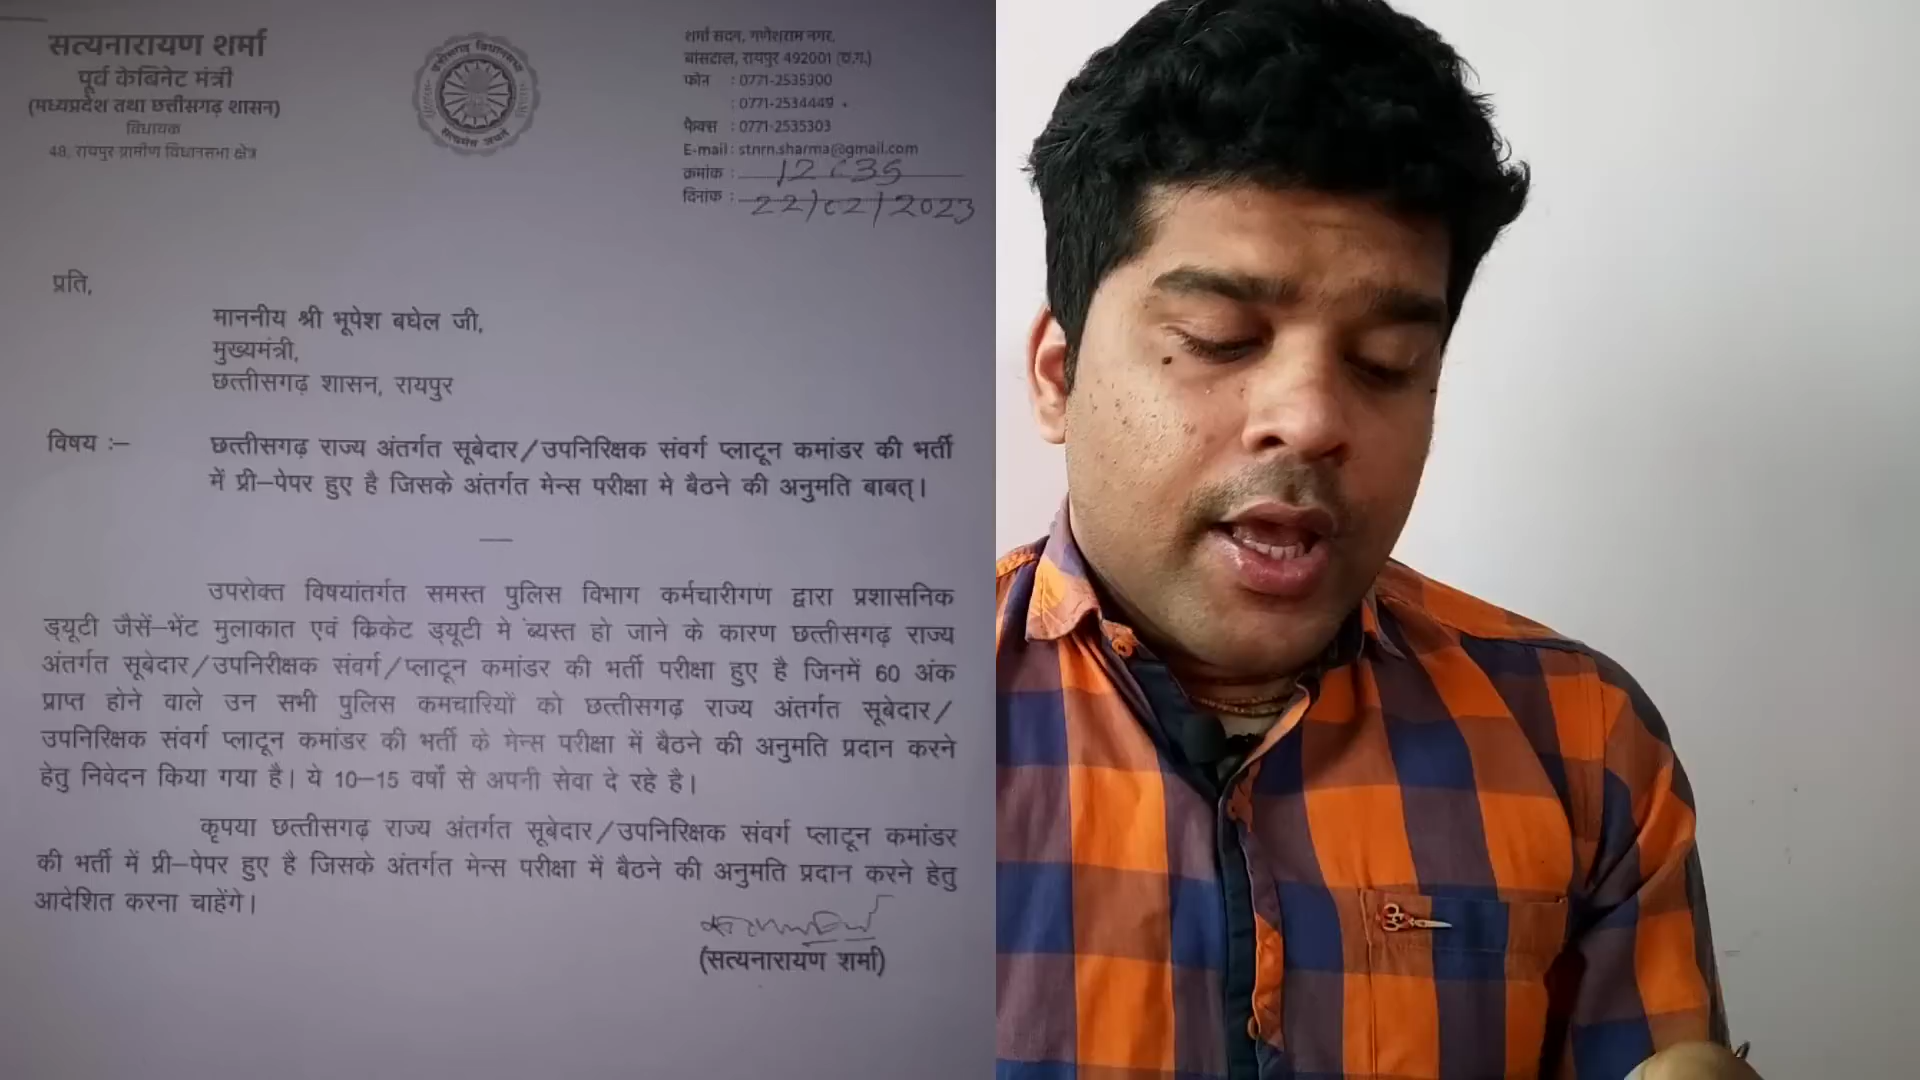 सत्यनारायण शर्मा
पूर्व केबिनेट मंत्री
(मध्यप्रदेश तथा छत्तीसगढ़ शासन)
विधायक
48, रायपुर ग्रामीण विधानसभा क्षेत्र
छत्तीसगढ़ विधानसभा
सत्यमेव जयते
शर्मा सदन, गणेशराम नगर,
बांसटाल, रायपुर 492001 (छ.ग.)
फोन : 0771-2535300
: 0771-2534449
फैक्स : 0771-2535303
E-mail : stnrn.sharma@gmail.com
क्रमांक :
दिनांक : 22/02/2023
प्रति,
माननीय श्री भूपेश बघेल जी,
मुख्यमंत्री,
छत्तीसगढ़ शासन, रायपुर
विषय :– छत्तीसगढ़ राज्य अंतर्गत सूबेदार/उपनिरिक्षक संवर्ग प्लाटून कमांडर की भर्ती
में प्री–पेपर हुए है जिसके अंतर्गत मेन्स परीक्षा मे बैठने की अनुमति बाबत्।
उपरोक्त विषयांतर्गत समस्त पुलिस विभाग कर्मचारीगण द्वारा प्रशासनिक
ड्यूटी जैसें–भेंट मुलाकात एवं क्रिकेट ड्यूटी मे ब्यस्त हो जाने के कारण छत्तीसगढ़ राज्य
अंतर्गत सूबेदार/उपनिरीक्षक संवर्ग/प्लाटून कमांडर की भर्ती परीक्षा हुए है जिनमें 60 अंक
प्राप्त होने वाले उन सभी पुलिस कमचारियों को छत्तीसगढ़ राज्य अंतर्गत सूबेदार/
उपनिरिक्षक संवर्ग प्लाटून कमांडर की भर्ती के मेन्स परीक्षा में बैठने की अनुमति प्रदान करने
हेतु निवेदन किया गया है। ये 10–15 वर्षों से अपनी सेवा दे रहे है।
कृपया छत्तीसगढ़ राज्य अंतर्गत सूबेदार/उपनिरिक्षक संवर्ग प्लाटून कमांडर
की भर्ती में प्री–पेपर हुए है जिसके अंतर्गत मेन्स परीक्षा में बैठने की अनुमति प्रदान करने हेतु
आदेशित करना चाहेंगे।
(सत्यनारायण शर्मा)